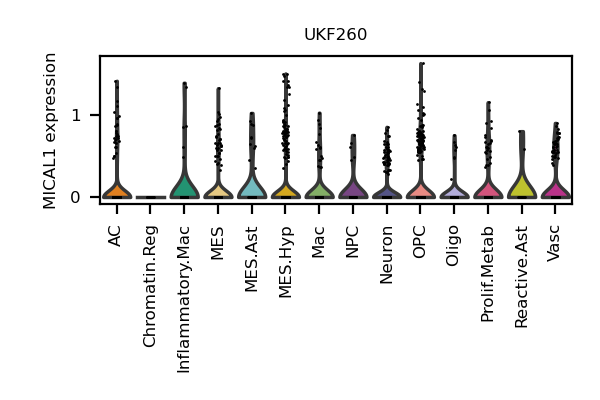 UKF260
MICAL1 expression
1
0
AC
Chromatin.Reg
Inflammatory.Mac
MES
MES.Ast
MES.Hyp
Mac
NPC
Neuron
OPC
Oligo
Prolif.Metab
Reactive.Ast
Vasc